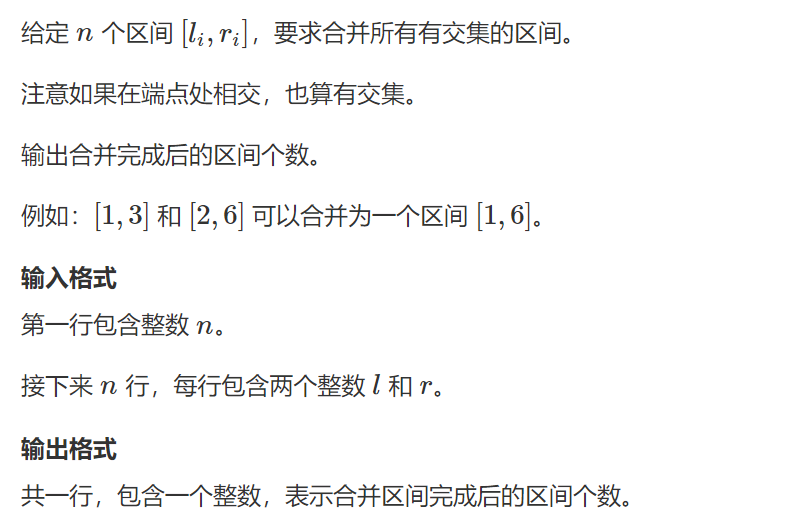 给定 n 个区间 [lᵢ, rᵢ]，要求合并所有有交集的区间。
注意如果在端点处相交，也算有交集。
输出合并完成后的区间个数。
例如：[1, 3] 和 [2, 6] 可以合并为一个区间 [1, 6]。
输入格式
第一行包含整数 n。
接下来 n 行，每行包含两个整数 l 和 r。
输出格式
共一行，包含一个整数，表示合并区间完成后的区间个数。